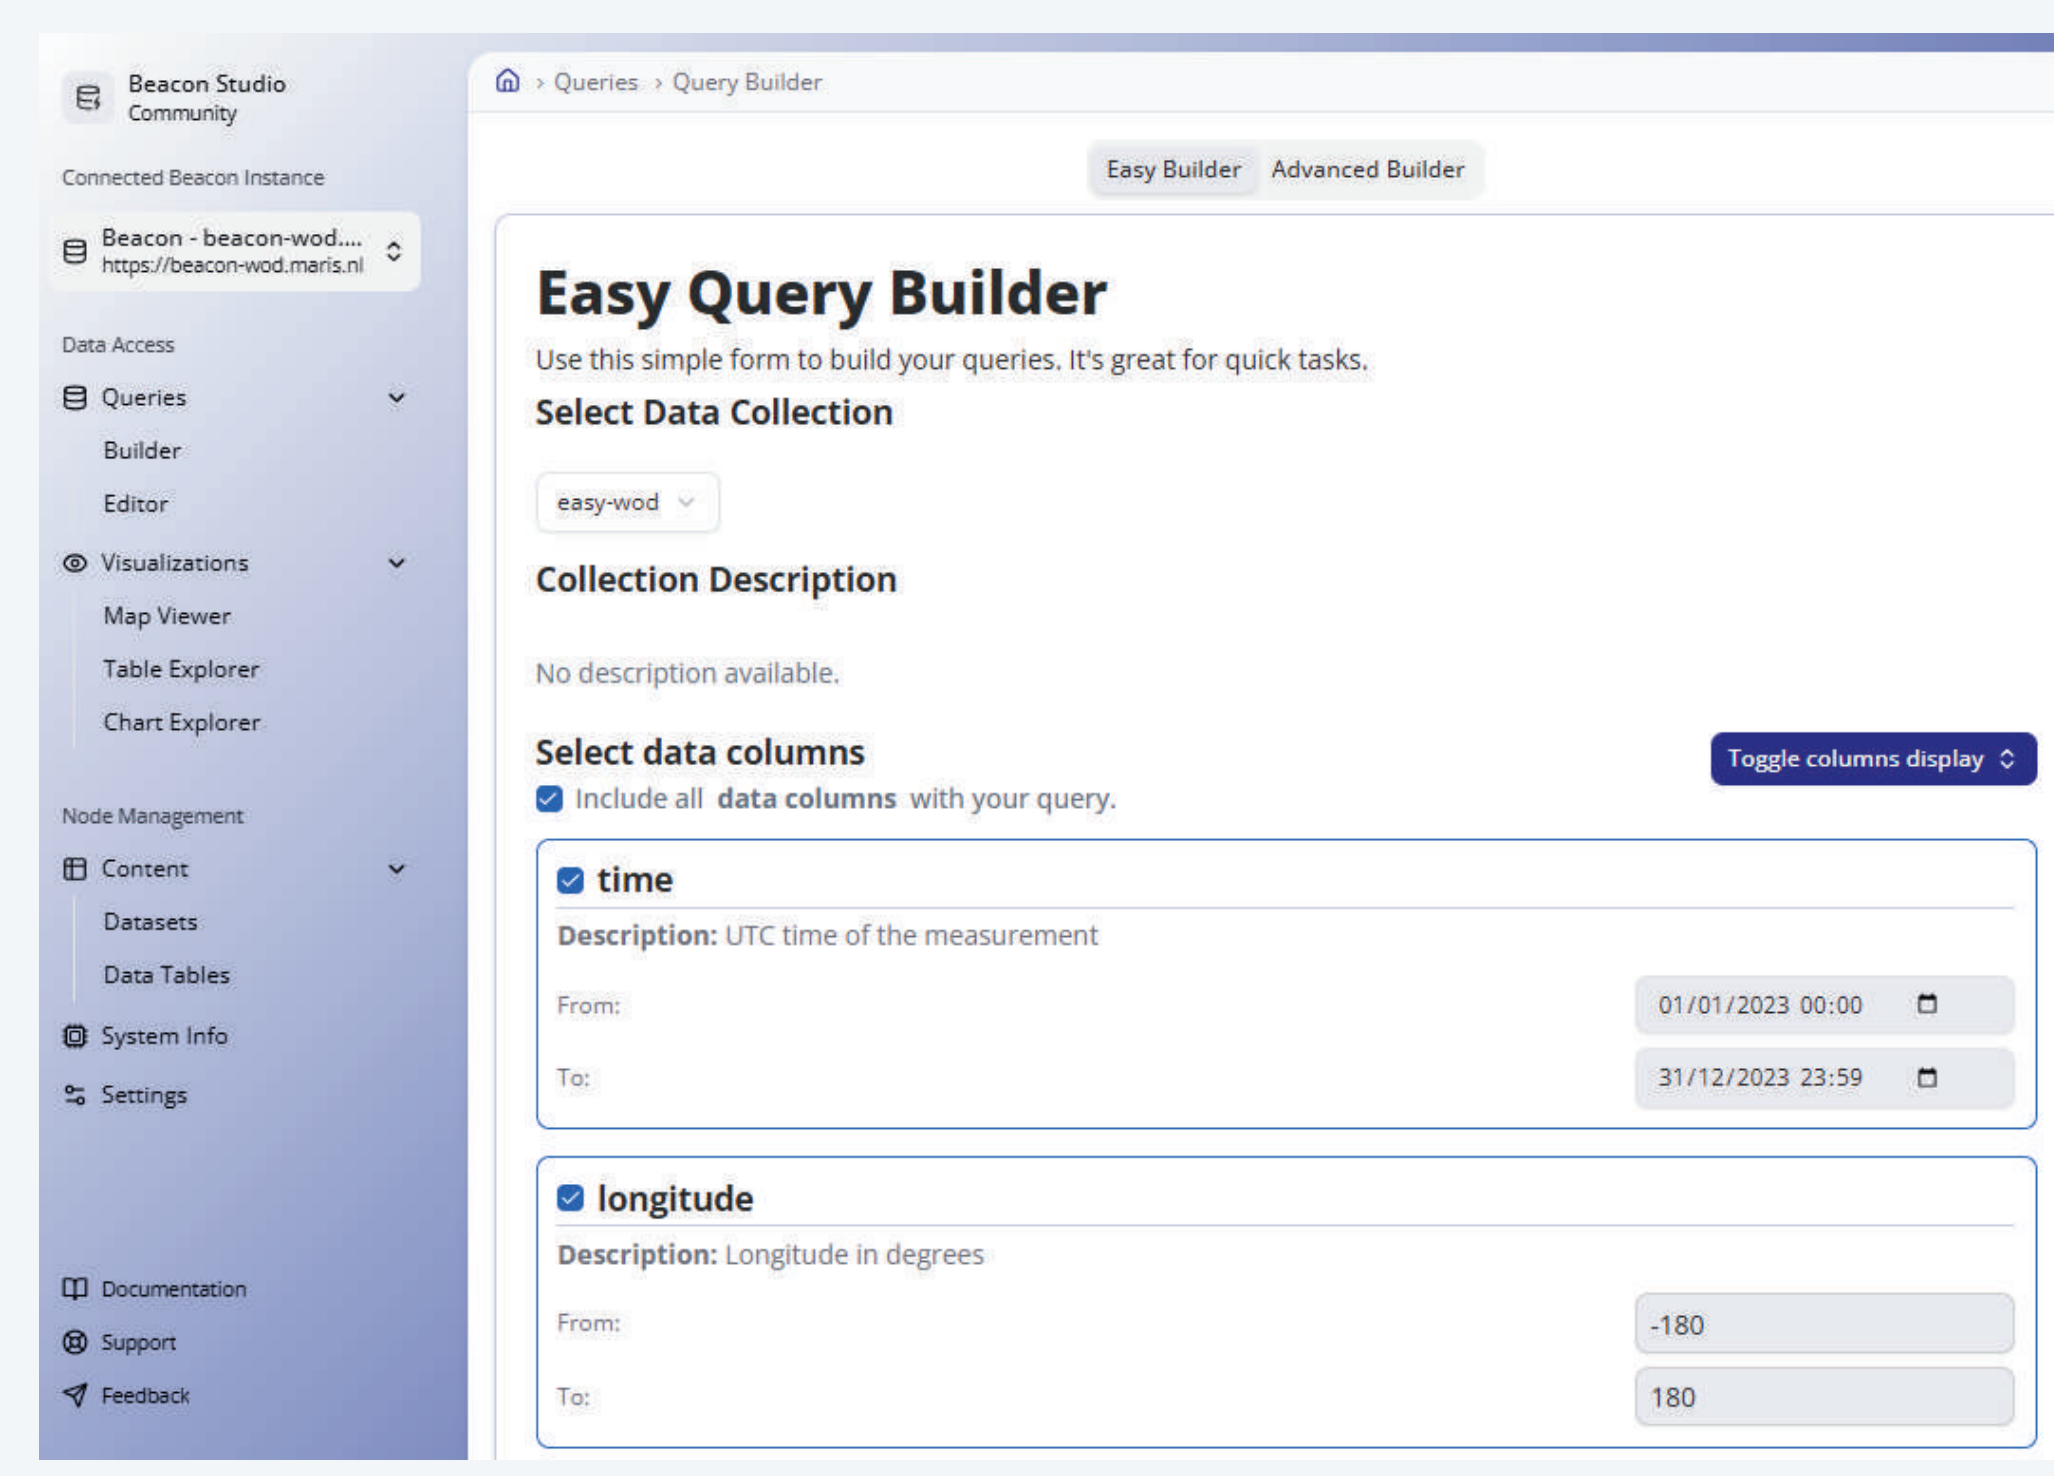 Beacon Studio
Community
Connected Beacon Instance
Beacon - beacon-wod....
https://beacon-wod.maris.nl
Data Access
Queries
Builder
Editor
Visualizations
Map Viewer
Table Explorer
Chart Explorer
Node Management
Content
Datasets
Data Tables
System Info
Settings
Documentation
Support
Feedback
> Queries > Query Builder
Easy Builder Advanced Builder
Easy Query Builder
Use this simple form to build your queries. It's great for quick tasks.
Select Data Collection
easy-wod
Collection Description
No description available.
Select data columns
Toggle columns display
Include all data columns with your query.
time
Description: UTC time of the measurement
From: 01/01/2023 00:00
To: 31/12/2023 23:59
longitude
Description: Longitude in degrees
From: -180
To: 180